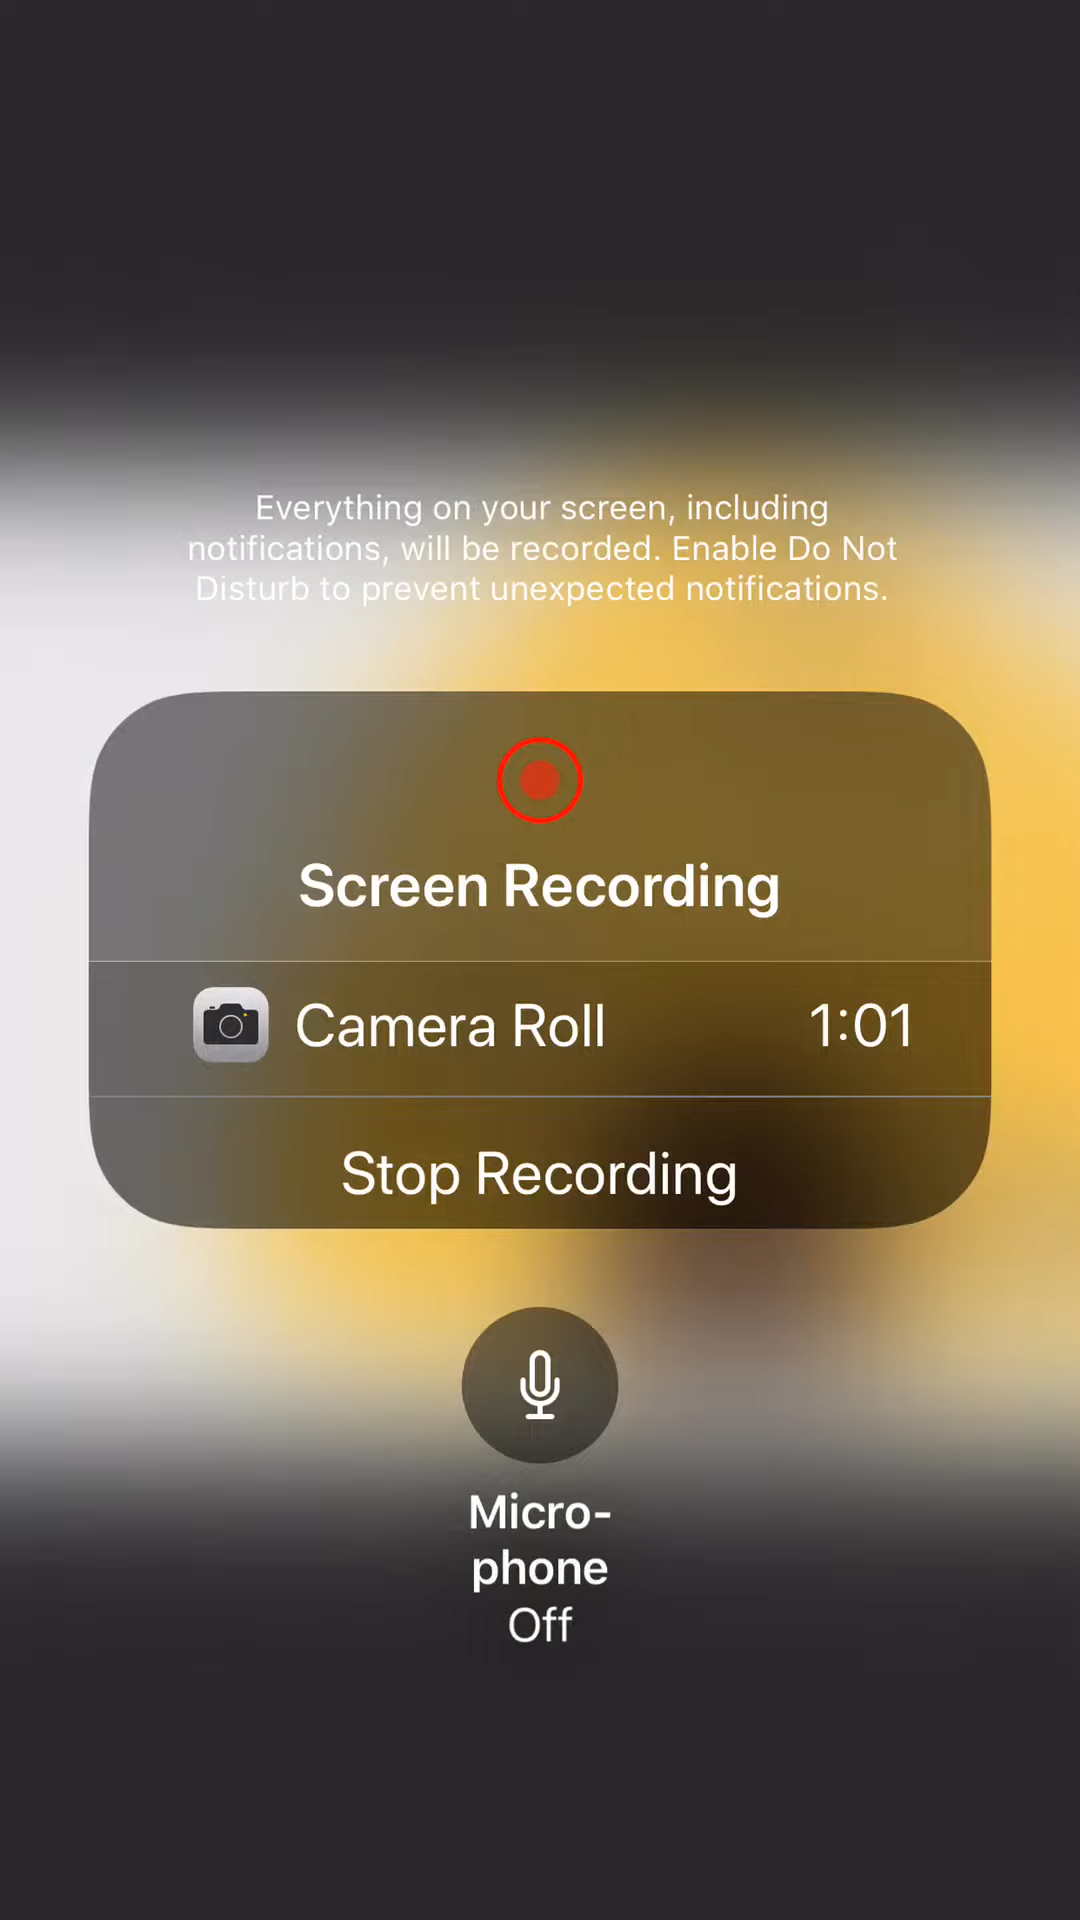 Everything on your screen, including
notifications, will be recorded. Enable Do Not
Disturb to prevent unexpected notifications.
Screen Recording
Camera Roll 1:01
Stop Recording
Micro-
phone
Off